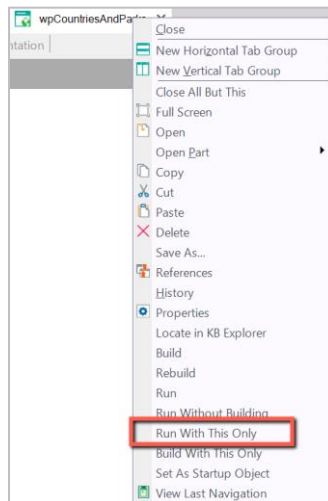 wpCountriesAndParks
ntation
Close
New Horizontal Tab Group
New Vertical Tab Group
Close All But This
Full Screen
Open
Open Part
Copy
Cut
Paste
Delete
Save As...
References
History
Properties
Locate in KB Explorer
Build
Rebuild
Run
Run Without Building
Run With This Only
Build With This Only
Set As Startup Object
View Last Navigation